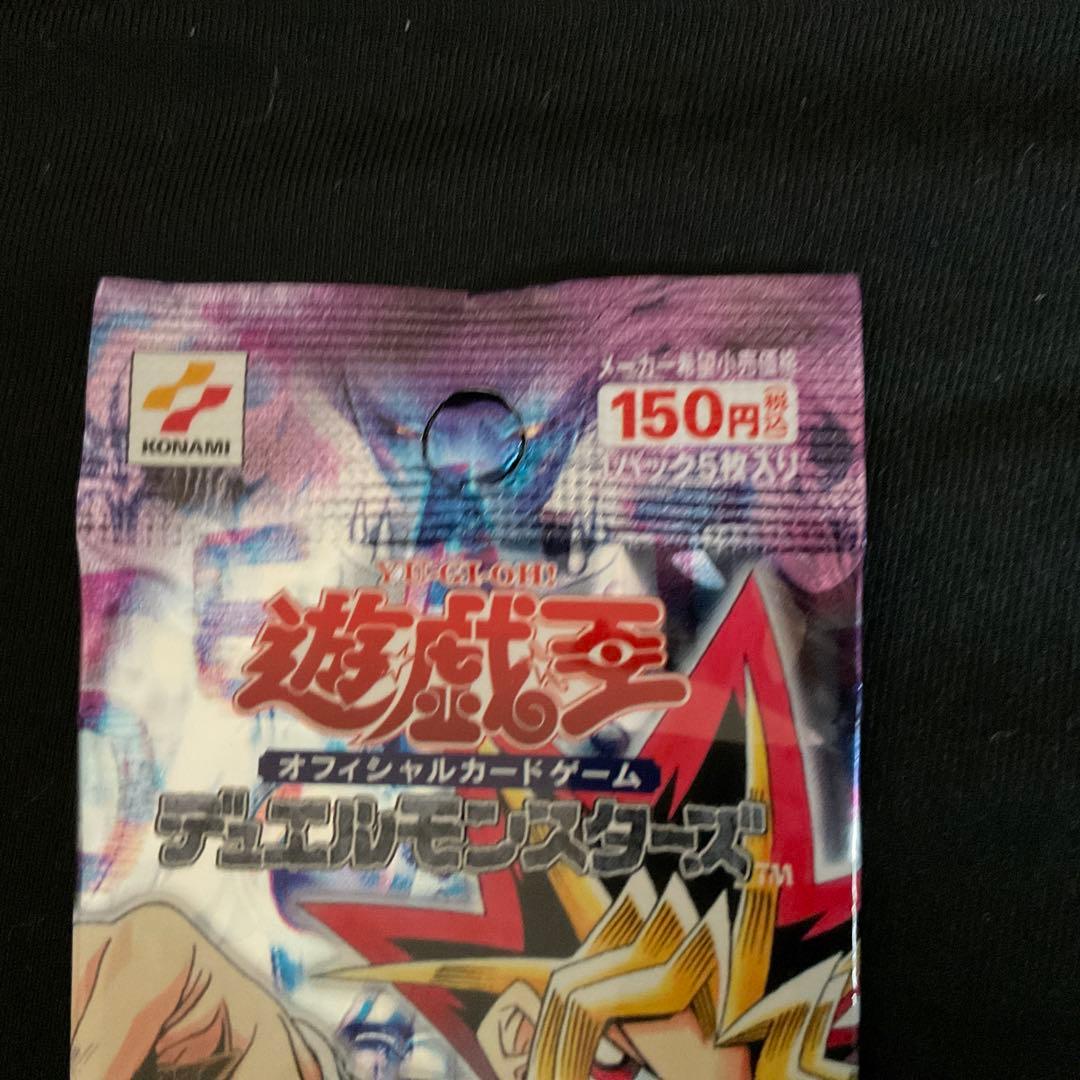 KONAMI
メーカー希望小売価格
150円(税込)
1パック5枚入り
YU-GI-OH!
遊戯王
オフィシャルカードゲーム
デュエルモンスターズ™